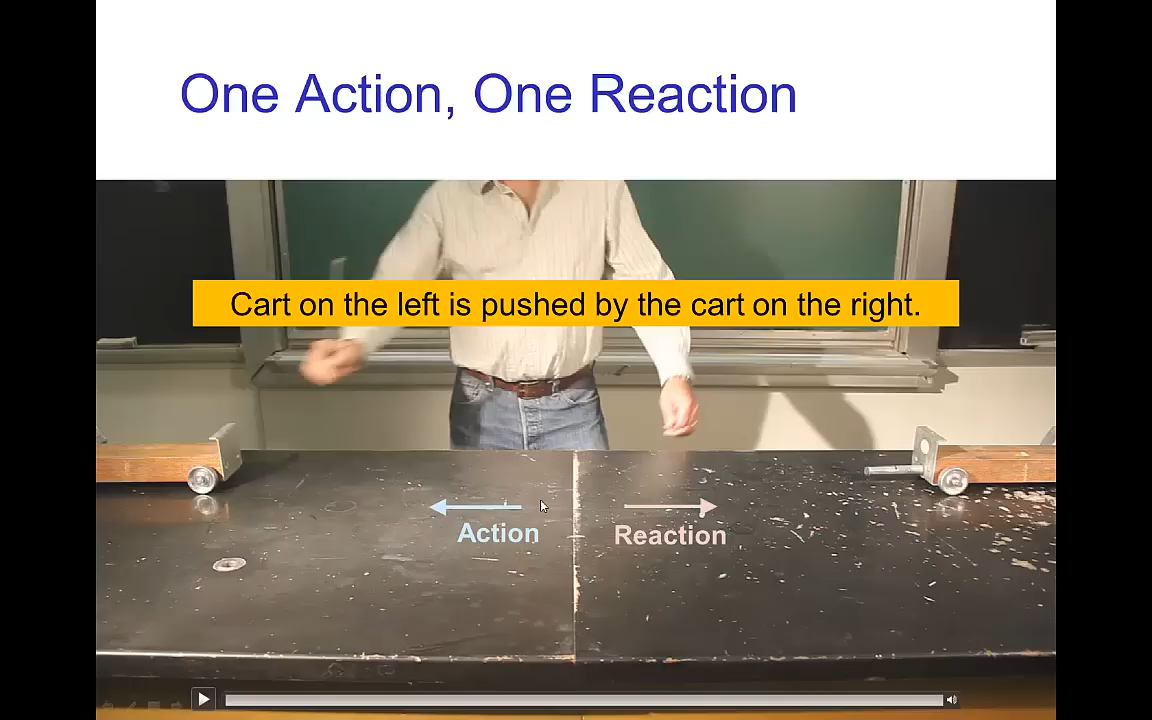 One Action, One Reaction
Cart on the left is pushed by the cart on the right.
Action
Reaction